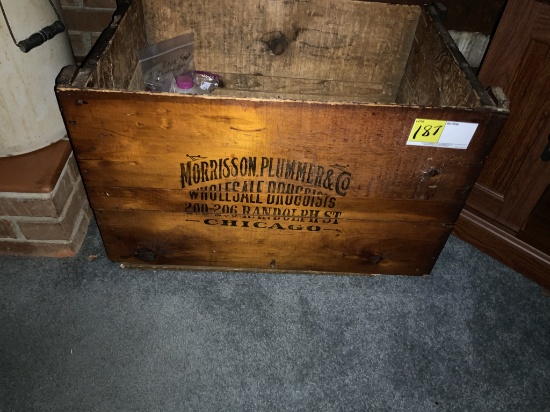 MORRISSON, PLUMMER & CO
WHOLESALE DRUGGISTS
200-206 RANDOLPH ST
CHICAGO
187